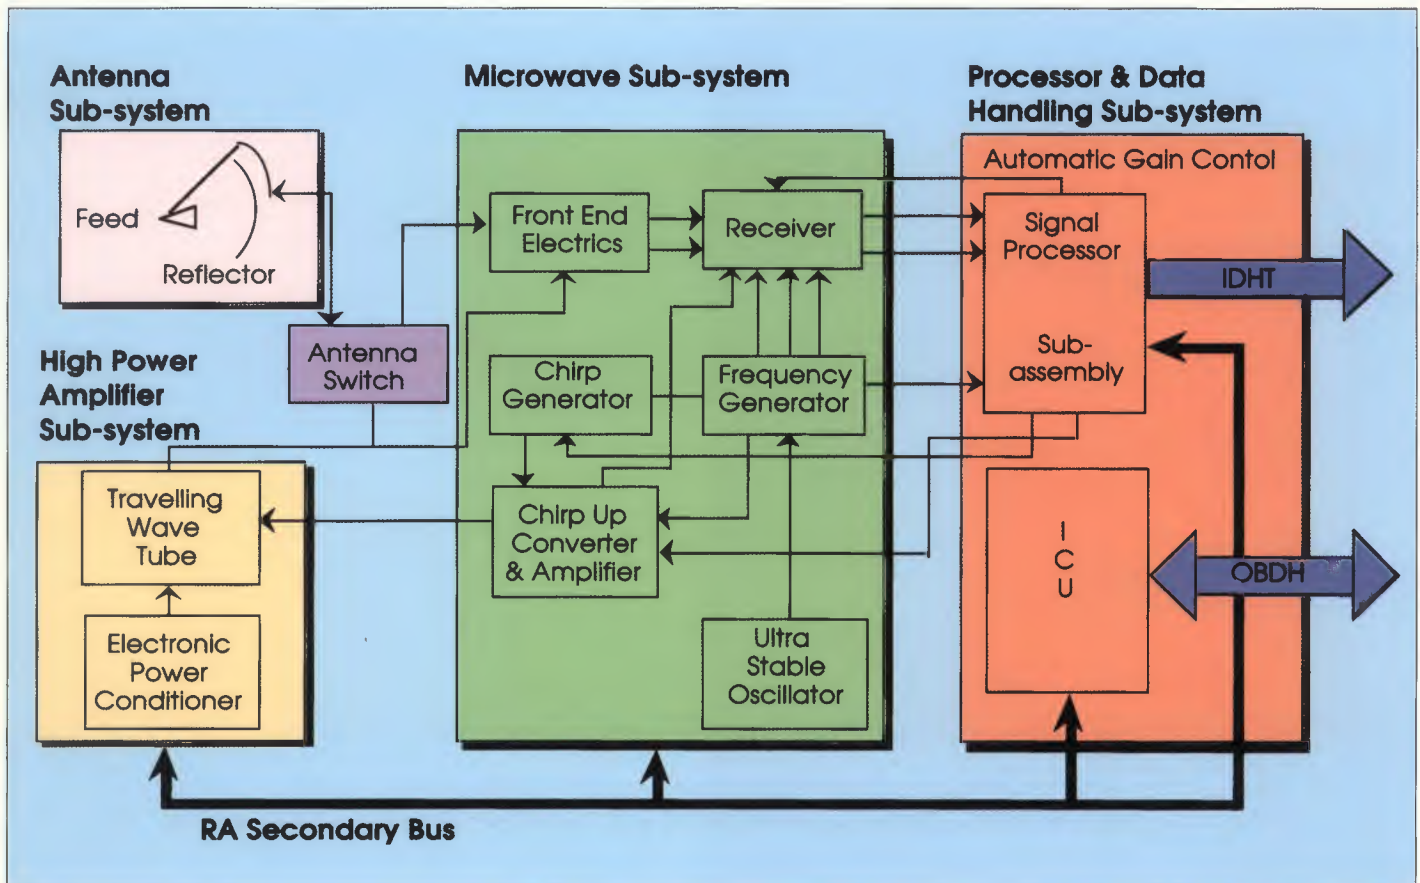 Antenna
Sub-system
Feed
Reflector
Antenna
Switch
High Power
Amplifier
Sub-system
Travelling
Wave
Tube
Electronic
Power
Conditioner
Microwave Sub-system
Front End
Electrics
Receiver
Chirp
Generator
Frequency
Generator
Chirp Up
Converter
& Amplifier
Ultra
Stable
Oscillator
Processor & Data
Handling Sub-system
Automatic Gain Contol
Signal
Processor
Sub-
assembly
IDHT
I
C
U
OBDH
RA Secondary Bus